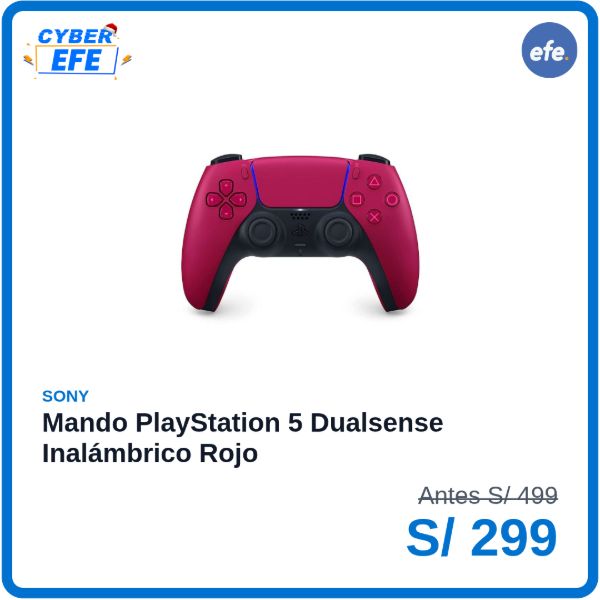 CYBER
EFE
efe.
SONY
Mando PlayStation 5 Dualsense
Inalámbrico Rojo
Antes S/ 499
S/ 299